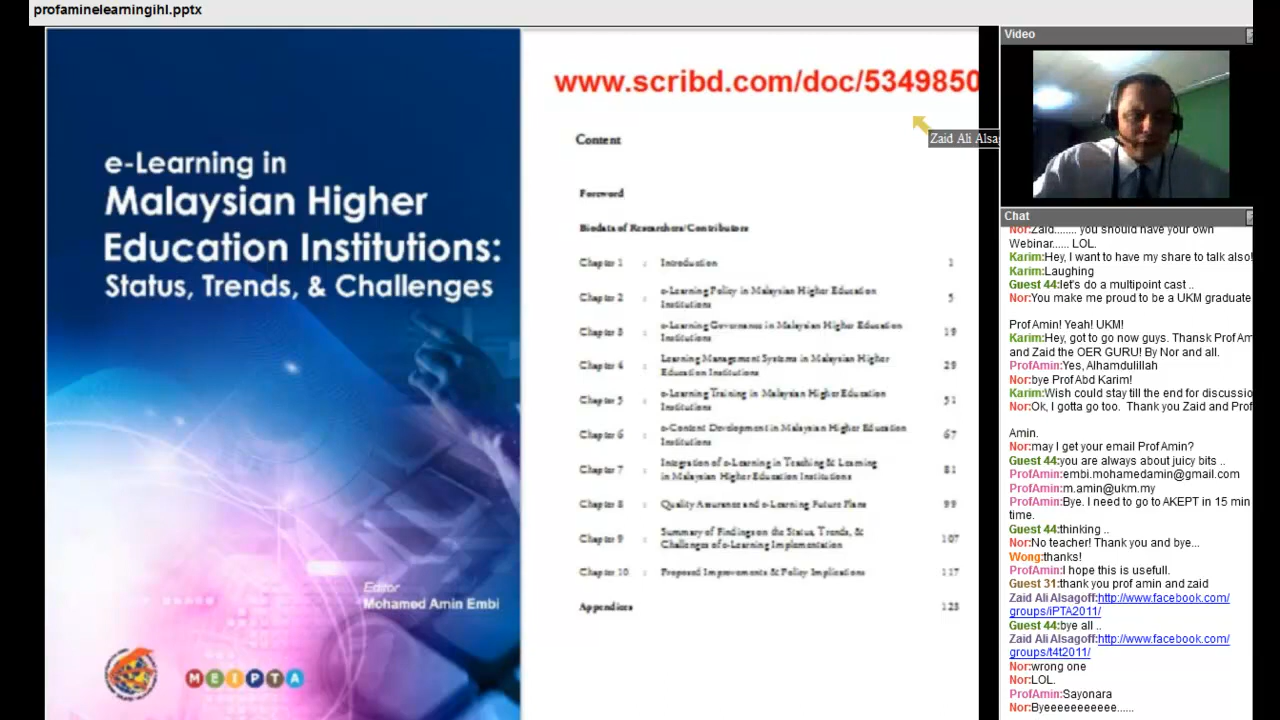 profaminelearningihl.pptx
e-Learning in
Malaysian Higher
Education Institutions:
Status, Trends, & Challenges
Editor
Mohamed Amin Embi
MEIPTA
www.scribd.com/doc/5349850
Zaid Ali Alsag
Content
Foreword
Biodata of Researchers/Contributors
Chapter 1 : Introduction 1
Chapter 2 : e-Learning Policy in Malaysian Higher Education 5
Institutions
Chapter 3 : e-Learning Governance in Malaysian Higher Education 19
Institutions
Chapter 4 : Learning Management Systems in Malaysian Higher 29
Education Institutions
Chapter 5 : e-Learning Training in Malaysian Higher Education 51
Institutions
Chapter 6 : e-Content Development in Malaysian Higher Education 67
Institutions
Chapter 7 : Integration of e-Learning in Teaching & Learning 81
in Malaysian Higher Education Institutions
Chapter 8 : Quality Assurance and e-Learning Future Plans 99
Chapter 9 : Summary of Findings on the Status, Trends, & 107
Challenges of e-Learning Implementation
Chapter 10 : Proposed Improvements & Policy Implications 117
Appendices 125
Video
Chat
Nor:Zaid........ you should have your own
Webinar...... LOL.
Karim:Hey, I want to have my share to talk also!
Karim:Laughing
Guest 44:let's do a multipoint cast ..
Nor:You make me proud to be a UKM graduate
Prof Amin! Yeah! UKM!
Karim:Hey, got to go now guys. Thansk Prof Am
and Zaid the OER GURU! By Nor and all.
ProfAmin:Yes, Alhamdulillah
Nor:bye Prof Abd Karim!
Karim:Wish could stay till the end for discussio
Nor:Ok, I gotta go too. Thank you Zaid and Prof
Amin.
Nor:may I get your email Prof Amin?
Guest 44:you are always about juicy bits ..
ProfAmin:embi.mohamedamin@gmail.com
ProfAmin:m.amin@ukm.my
ProfAmin:Bye. I need to go to AKEPT in 15 min
time.
Guest 44:thinking ..
Nor:No teacher! Thank you and bye...
Wong:thanks!
ProfAmin:I hope this is usefull.
Guest 31:thank you prof amin and zaid
Zaid Ali Alsagoff:http://www.facebook.com/
groups/iPTA2011/
Guest 44:bye all ..
Zaid Ali Alsagoff:http://www.facebook.com/
groups/t4t2011/
Nor:wrong one
Nor:LOL.
ProfAmin:Sayonara
Nor:Byeeeeeeeeeee......